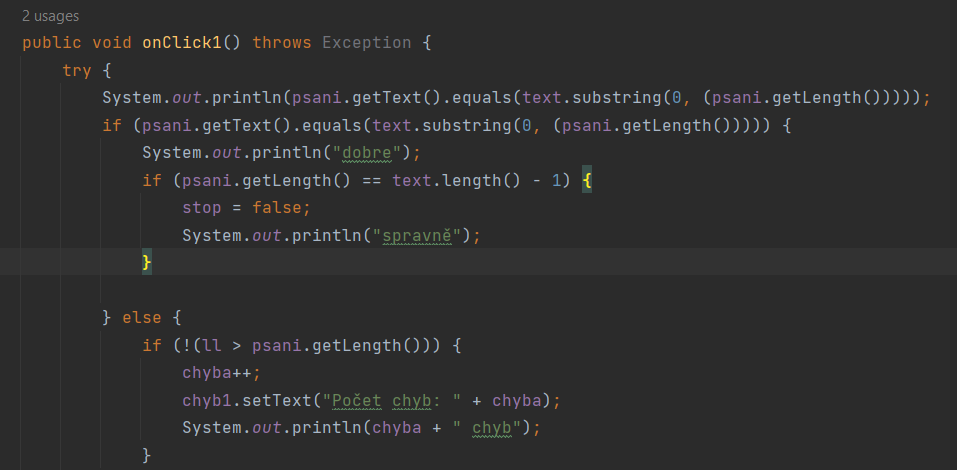 2 usages
public void onClick1() throws Exception {
try {
System.out.println(psani.getText().equals(text.substring(0, (psani.getLength()))));
if (psani.getText().equals(text.substring(0, (psani.getLength())))) {
System.out.println("dobre");
if (psani.getLength() == text.length() - 1) {
stop = false;
System.out.println("spravně");
}
} else {
if (!(ll > psani.getLength())) {
chyba++;
chyb1.setText("Počet chyb: " + chyba);
System.out.println(chyba + " chyb");
}